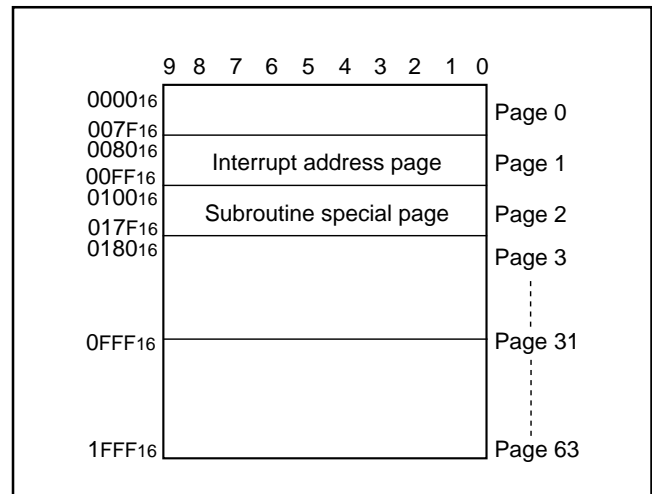 9 8 7 6 5 4 3 2 1 0
000016
Page 0
007F16
008016
Interrupt address page
Page 1
00FF16
010016
Subroutine special page
Page 2
017F16
018016
Page 3
0FFF16
Page 31
1FFF16
Page 63